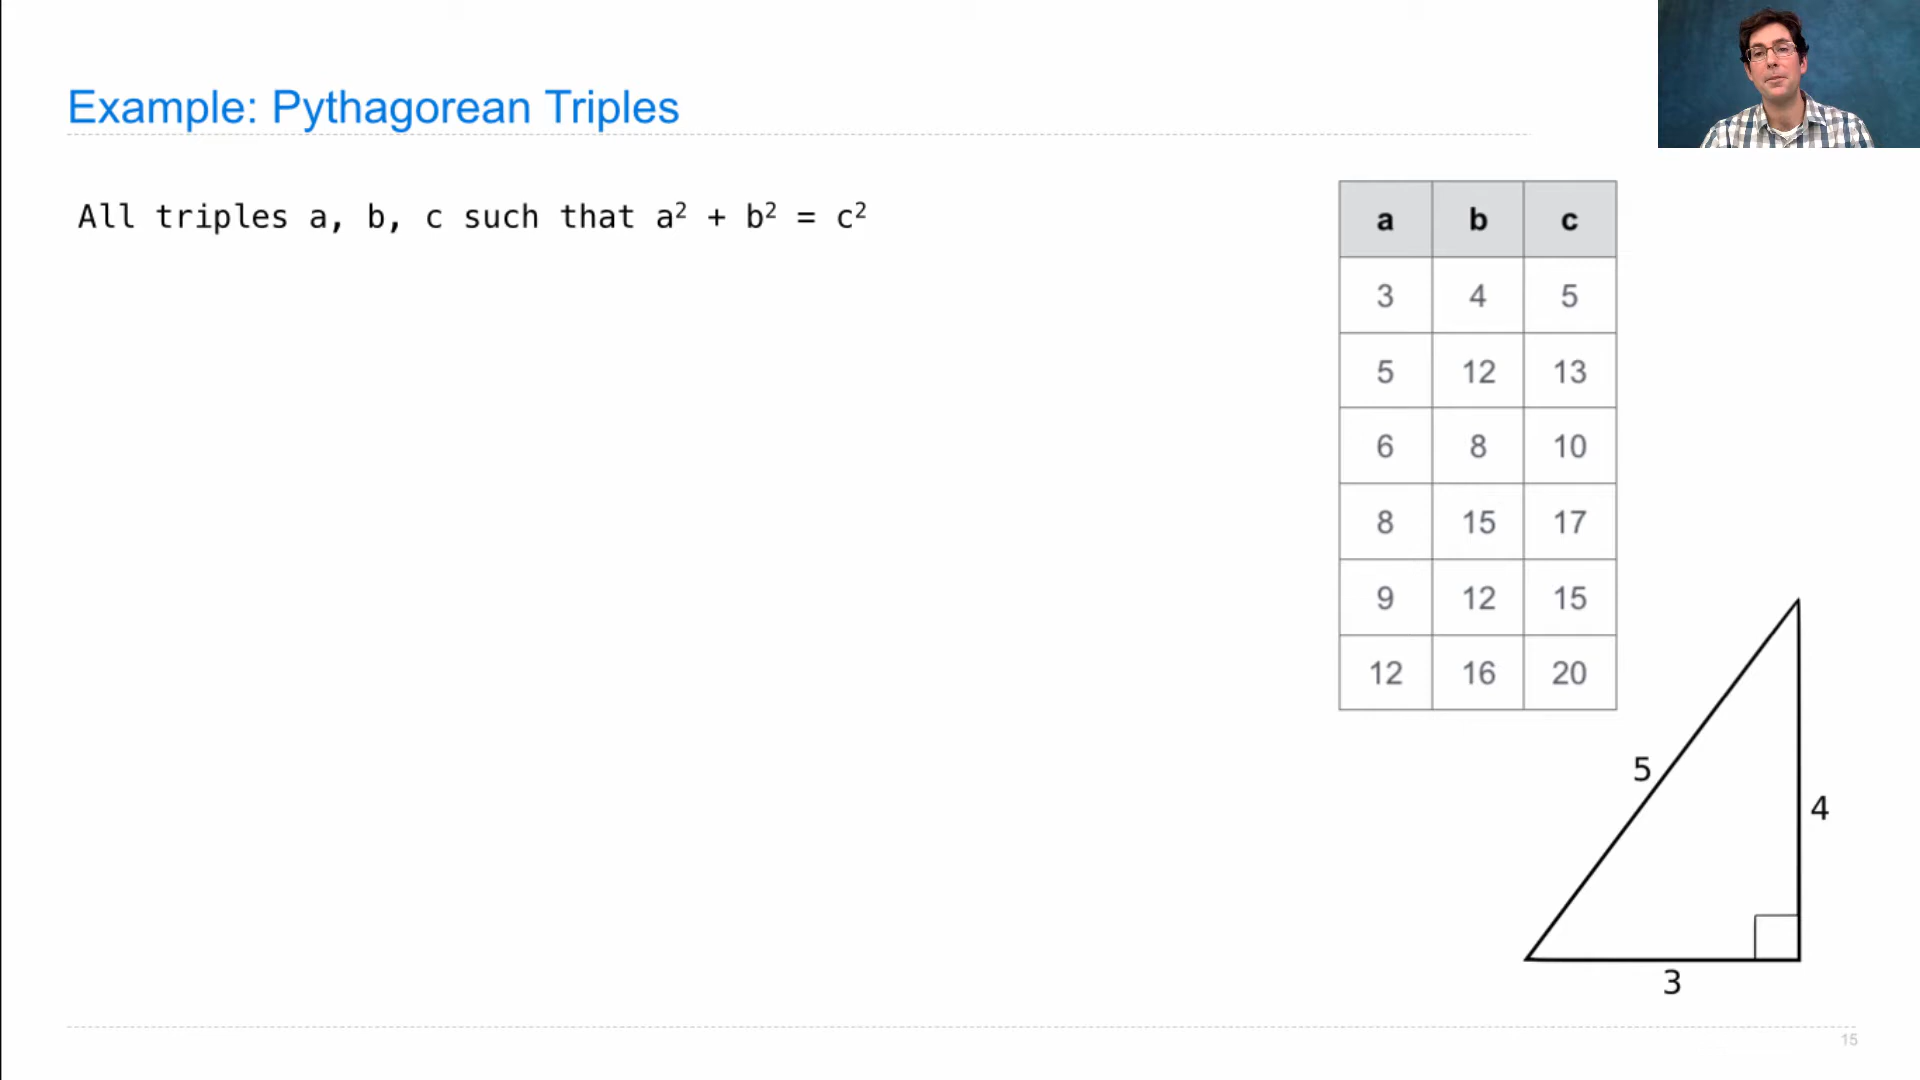 Example: Pythagorean Triples
All triples a, b, c such that a² + b² = c²
a b c
3 4 5
5 12 13
6 8 10
8 15 17
9 12 15
12 16 20
5
4
3
15